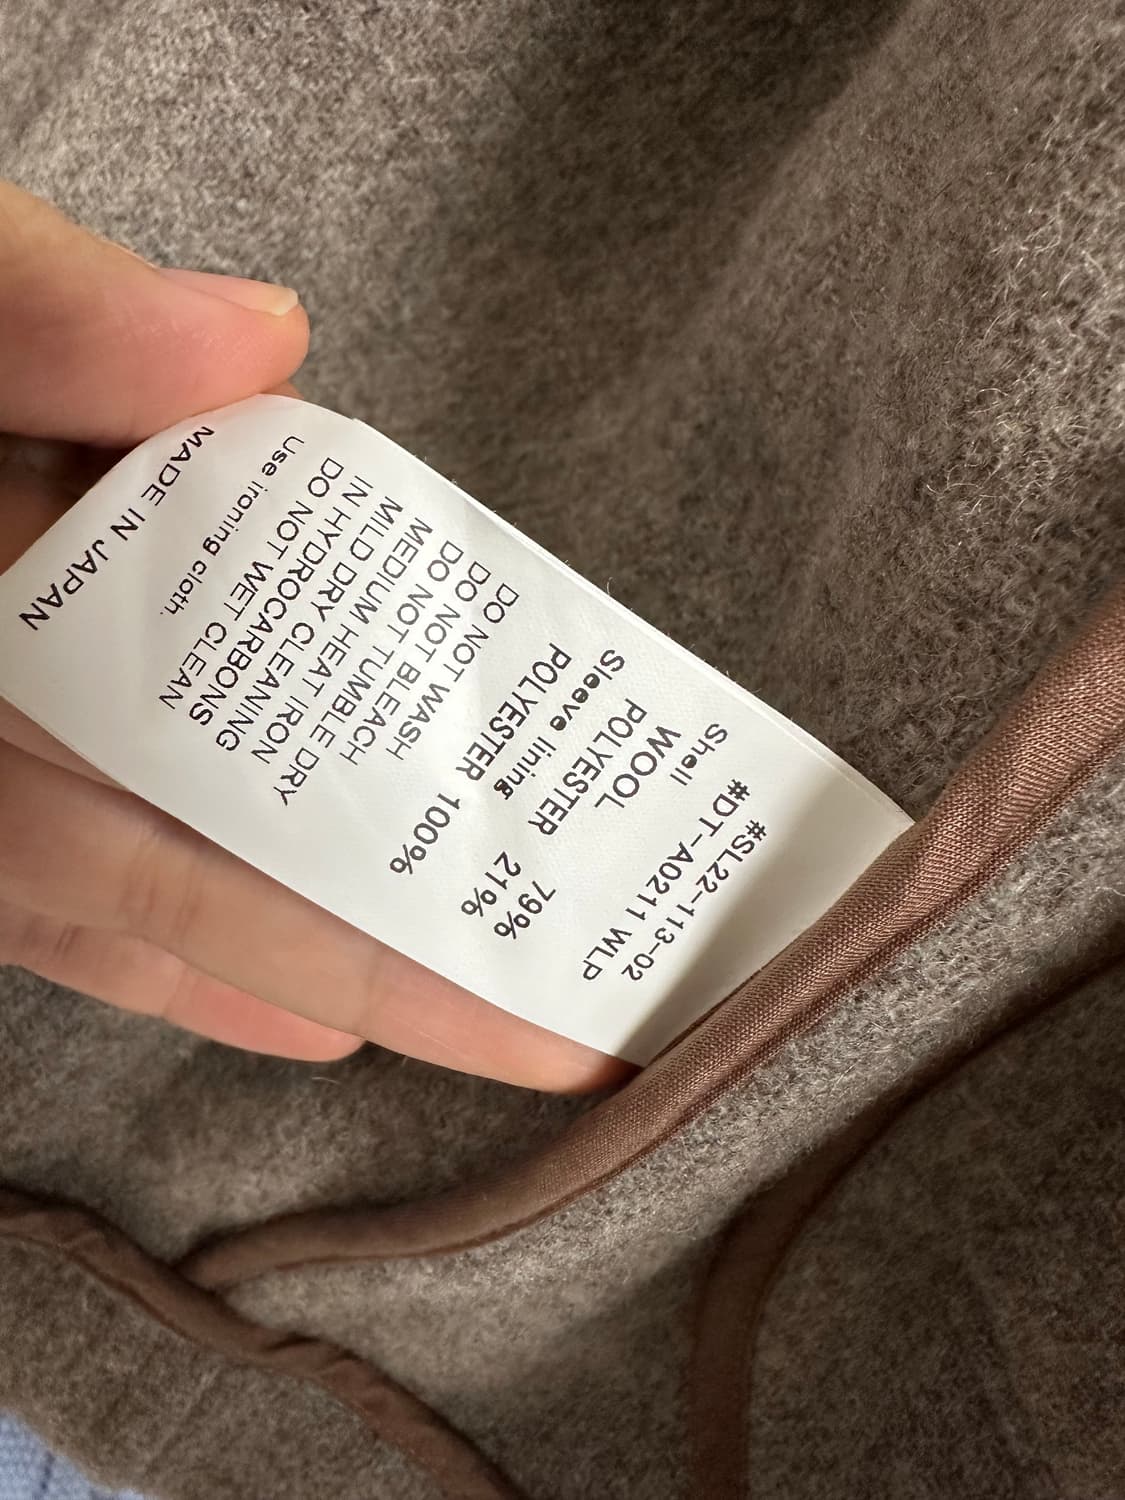 #SL22-113-02
#DT-A0211 WLP
Shell
WOOL 79%
POLYESTER 21%
Sleeve lining
POLYESTER 100%
DO NOT WASH
DO NOT BLEACH
DO NOT TUMBLE DRY
MEDIUM HEAT IRON
MILD DRY CLEANING
IN HYDROCARBONS
DO NOT WET CLEAN
Use ironing cloth.
MADE IN JAPAN